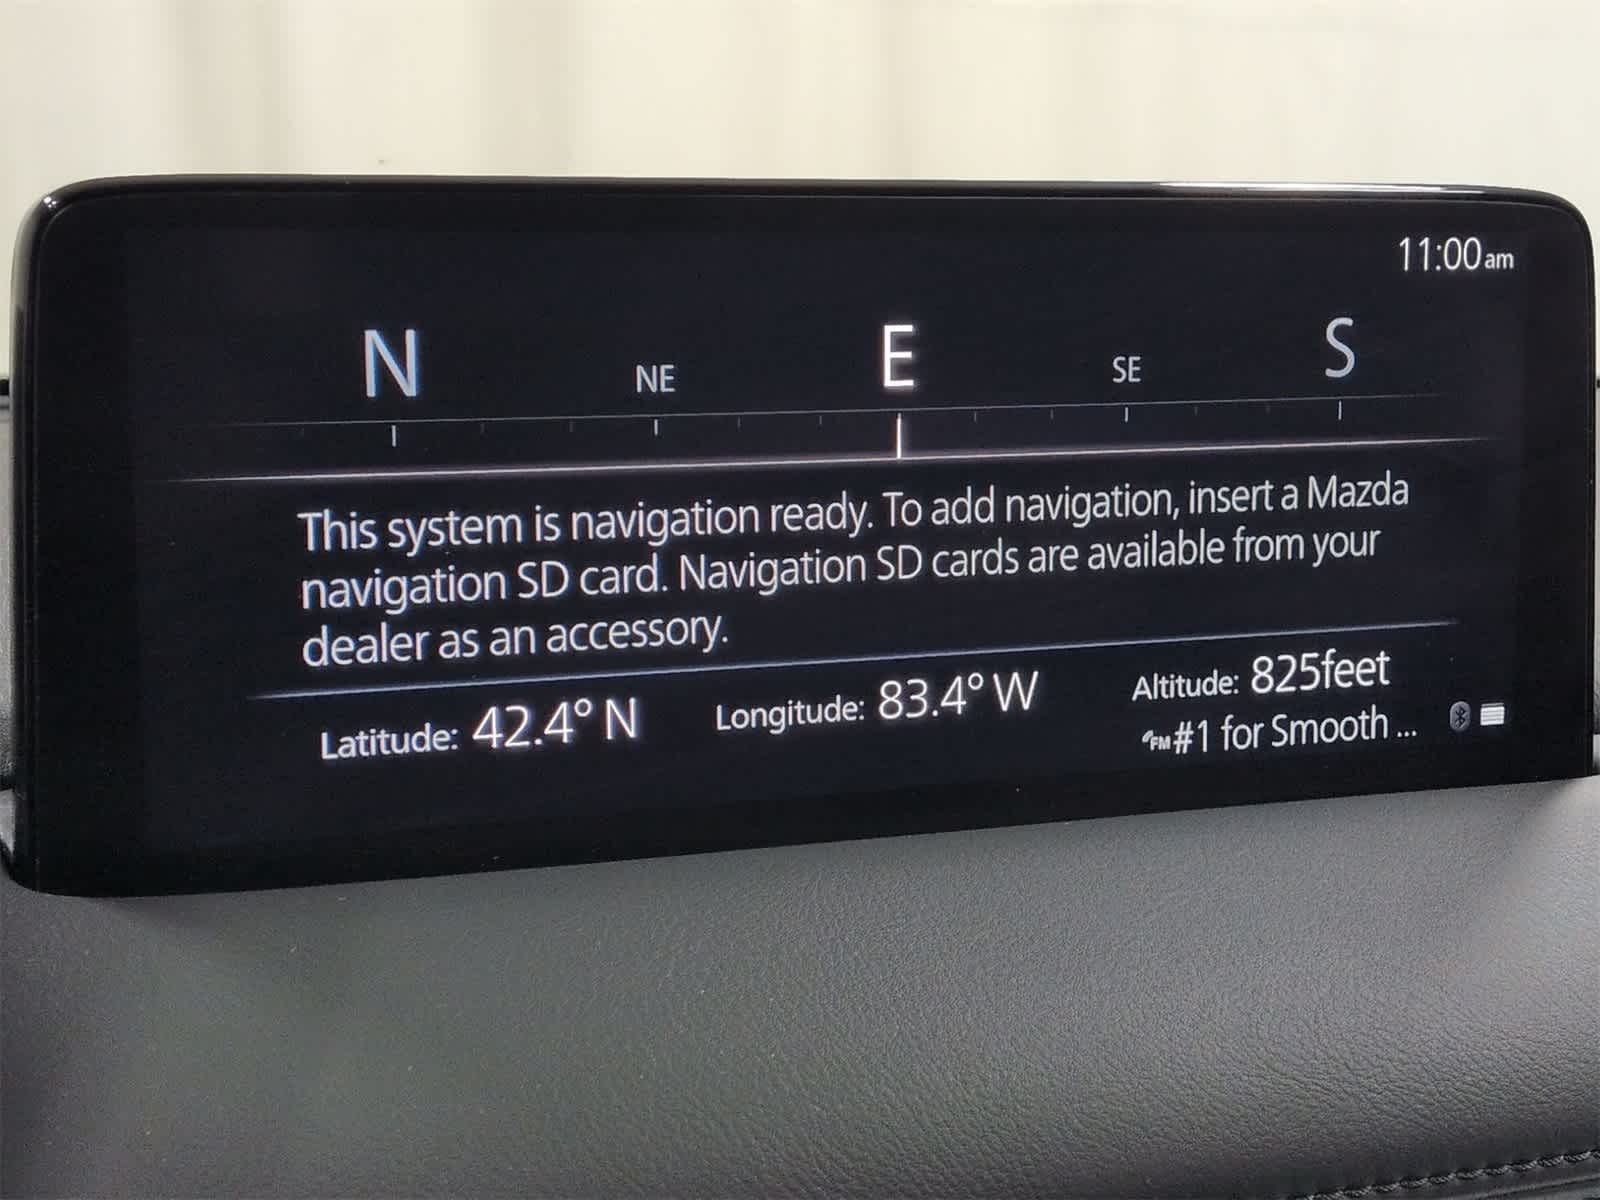 11:00am
N NE E SE S
This system is navigation ready. To add navigation, insert a Mazda
navigation SD card. Navigation SD cards are available from your
dealer as an accessory.
Latitude: 42.4° N Longitude: 83.4° W Altitude: 825feet
FM #1 for Smooth ...